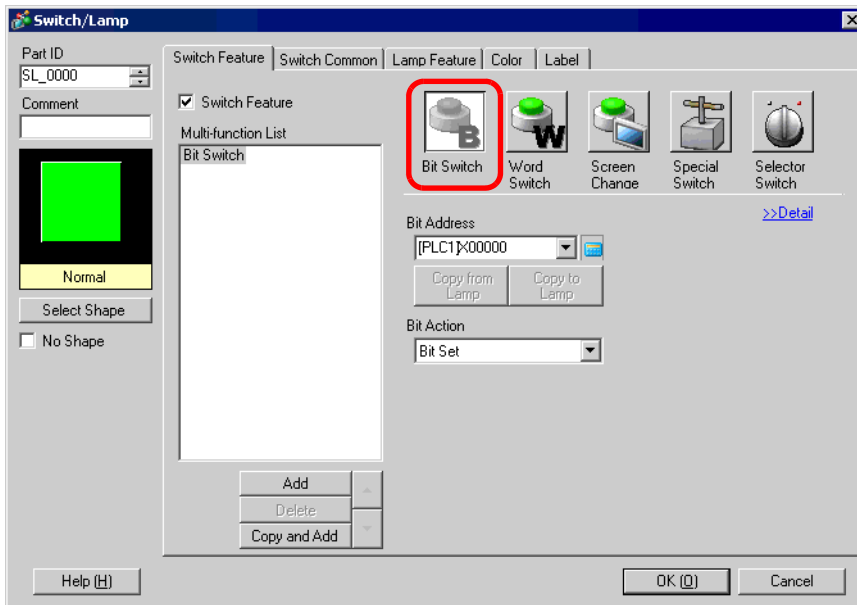 Switch/Lamp
Part ID
SL_0000
Comment
Normal
Select Shape
No Shape
Switch Feature Switch Common Lamp Feature Color Label
Switch Feature
Multi-function List
Bit Switch
Add
Delete
Copy and Add
B
W
Bit Switch
Word
Switch
Screen
Change
Special
Switch
Selector
Switch
>>Detail
Bit Address
[PLC1]X00000
Copy from
Lamp
Copy to
Lamp
Bit Action
Bit Set
Help (H)
OK (O)
Cancel